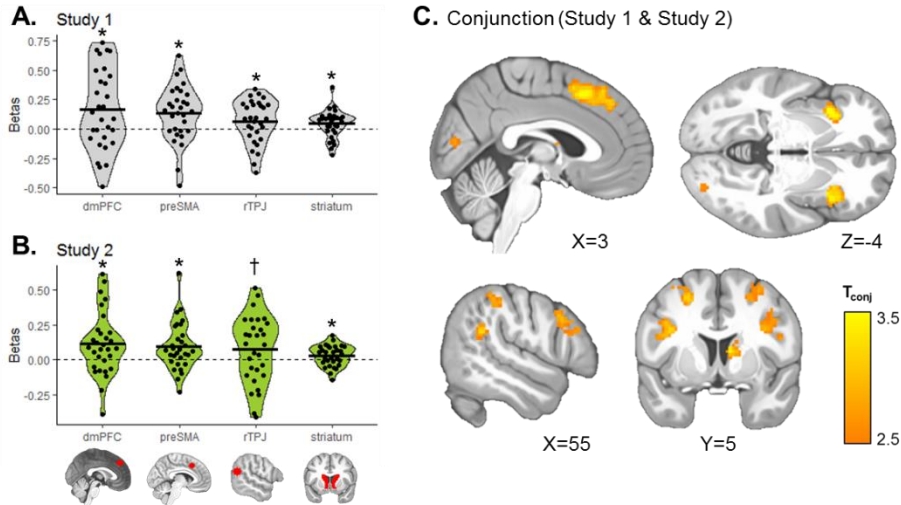 A. Study 1
*
*
*
*
0.75
0.50
0.25
0.00
-0.25
-0.50
Betas
dmPFC preSMA rTPJ striatum
B. Study 2
*
*
†
*
0.50
0.25
0.00
-0.25
Betas
dmPFC preSMA rTPJ striatum
C. Conjunction (Study 1 & Study 2)
X=3
Z=-4
X=55
Y=5
Tconj
3.5
2.5